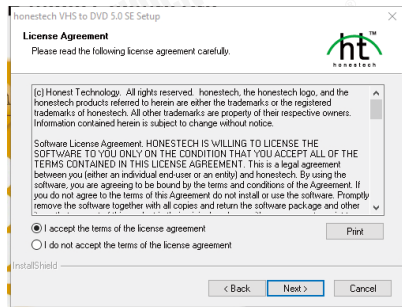 honestech VHS to DVD 5.0 SE Setup
License Agreement
Please read the following license agreement carefully.
ht
honestech
(c) Honest Technology. All rights reserved. honestech, the honestech logo, and the
honestech products referred to herein are either the trademarks or the registered
trademarks of honestech. All other trademarks are property of their respective owners.
Information contained herein is subject to change without notice.
Software License Agreement. HONESTECH IS WILLING TO LICENSE THE
SOFTWARE TO YOU ONLY ON THE CONDITION THAT YOU ACCEPT ALL OF THE
TERMS CONTAINED IN THIS LICENSE AGREEMENT. This is a legal agreement
between you (either an individual end-user or an entity) and honestech. By using the
software, you are agreeing to be bound by the terms and conditions of the Agreement. If
you do not agree to the terms of this Agreement do not install or use the software. Promptly
remove the software together with all copies and return the software package and other
I accept the terms of the license agreement
Print
I do not accept the terms of the license agreement
InstallShield
< Back
Next >
Cancel